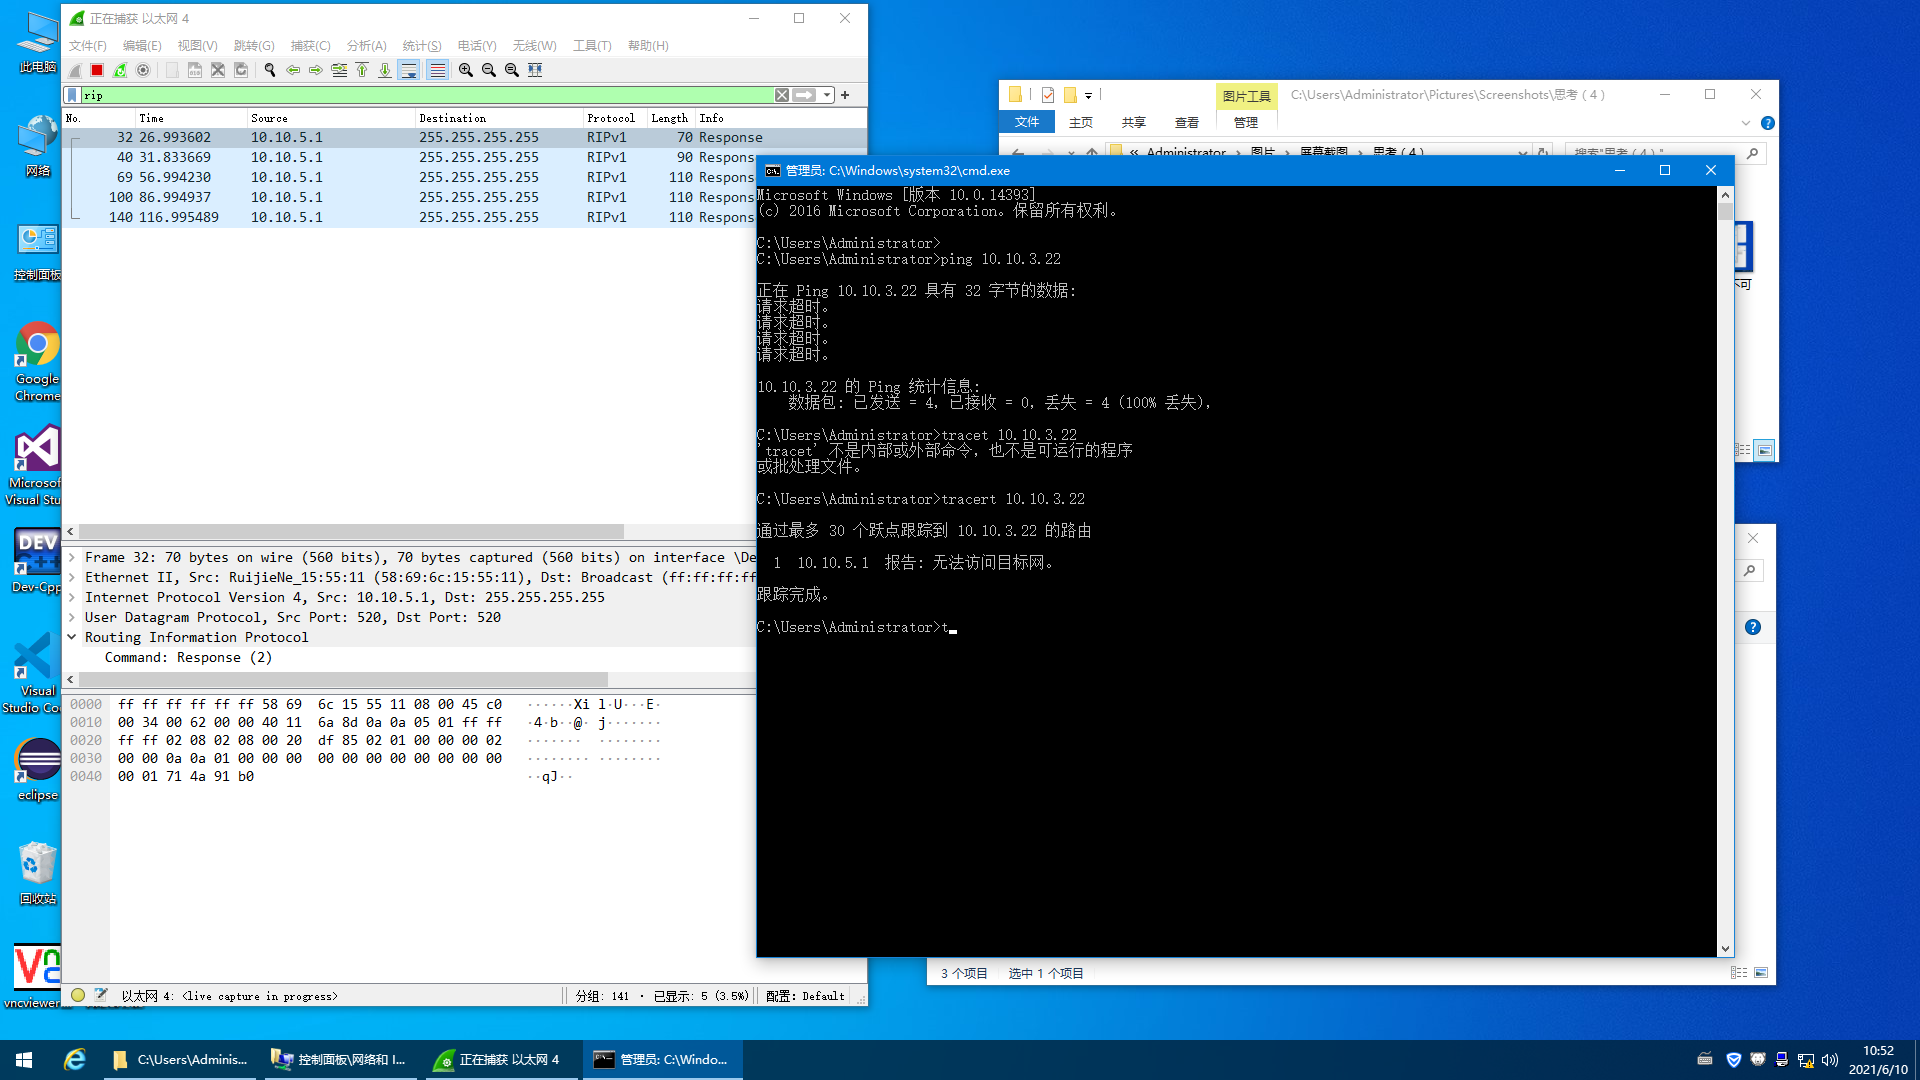 此电脑
网络
控制面板
Google
Chrome
Microsof
Visual Stu
DEV
C++
Dev-Cpp
Visual
Studio Co
eclipse
回收站
vncviewer
正在捕获 以太网 4
文件(F) 编辑(E) 视图(V) 跳转(G) 捕获(C) 分析(A) 统计(S) 电话(Y) 无线(W) 工具(T) 帮助(H)
rip
No. Time Source Destination Protocol Length Info
32 26.993602 10.10.5.1 255.255.255.255 RIPv1 70 Response
40 31.833669 10.10.5.1 255.255.255.255 RIPv1 90 Respons
69 56.994230 10.10.5.1 255.255.255.255 RIPv1 110 Respons
100 86.994937 10.10.5.1 255.255.255.255 RIPv1 110 Respons
140 116.995489 10.10.5.1 255.255.255.255 RIPv1 110 Respons
Frame 32: 70 bytes on wire (560 bits), 70 bytes captured (560 bits) on interface \De
Ethernet II, Src: RuijieNe_15:55:11 (58:69:6c:15:55:11), Dst: Broadcast (ff:ff:ff:ff
Internet Protocol Version 4, Src: 10.10.5.1, Dst: 255.255.255.255
User Datagram Protocol, Src Port: 520, Dst Port: 520
Routing Information Protocol
Command: Response (2)
0000 ff ff ff ff ff ff 58 69 6c 15 55 11 08 00 45 c0 ······Xi l·U···E·
0010 00 34 00 62 00 00 40 11 6a 8d 0a 0a 05 01 ff ff ·4·b··@· j·······
0020 ff ff 02 08 02 08 00 20 df 85 02 01 00 00 00 02 ······· ········
0030 00 00 0a 0a 01 00 00 00 00 00 00 00 00 00 00 00 ········ ········
0040 00 01 71 4a 91 b0 ··qJ··
以太网 4: <live capture in progress> 分组: 141 · 已显示: 5 (3.5%) 配置: Default
图片工具 C:\Users\Administrator\Pictures\Screenshots\思考 ( 4 )
文件 主页 共享 查看 管理
« Administrator › 图片 › 屏幕截图 › 思考 ( 4 ) 搜索"思考 ( 4 ) "
不可
管理员: C:\Windows\system32\cmd.exe
Microsoft Windows [版本 10.0.14393]
(c) 2016 Microsoft Corporation。保留所有权利。
C:\Users\Administrator>
C:\Users\Administrator>ping 10.10.3.22
正在 Ping 10.10.3.22 具有 32 字节的数据:
请求超时。
请求超时。
请求超时。
请求超时。
10.10.3.22 的 Ping 统计信息:
数据包: 已发送 = 4, 已接收 = 0, 丢失 = 4 (100% 丢失),
C:\Users\Administrator>tracet 10.10.3.22
'tracet' 不是内部或外部命令, 也不是可运行的程序
或批处理文件。
C:\Users\Administrator>tracert 10.10.3.22
通过最多 30 个跃点跟踪到 10.10.3.22 的路由
1 10.10.5.1 报告: 无法访问目标网。
跟踪完成。
C:\Users\Administrator>t
3 个项目 选中 1 个项目
C:\Users\Adminis... 控制面板\网络和 I... 正在捕获 以太网 4 管理员: C:\Windo...
10:52
2021/6/10